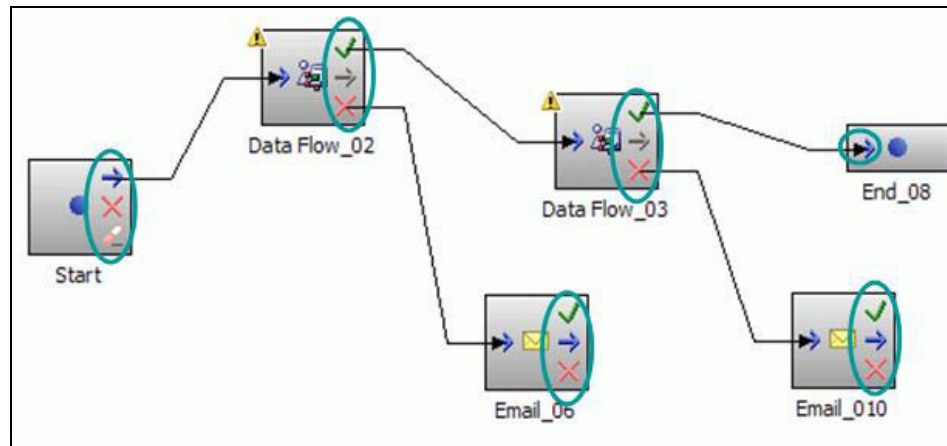 Data Flow_02
Data Flow_03
End_08
Start
Email_06
Email_010